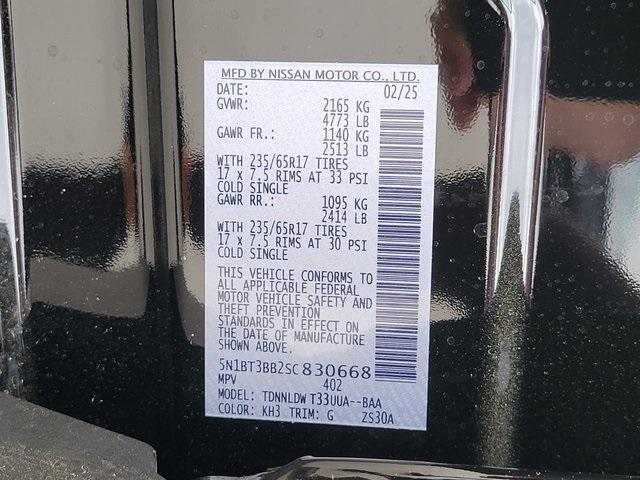 MFD BY NISSAN MOTOR CO., LTD.
DATE: 02/25
GVWR: 2165 KG
4773 LB
GAWR FR.: 1140 KG
2513 LB
WITH 235/65R17 TIRES
17 x 7.5 RIMS AT 33 PSI
COLD SINGLE
GAWR RR.: 1095 KG
2414 LB
WITH 235/65R17 TIRES
17 x 7.5 RIMS AT 30 PSI
COLD SINGLE
THIS VEHICLE CONFORMS TO
ALL APPLICABLE FEDERAL
MOTOR VEHICLE SAFETY AND
THEFT PREVENTION
STANDARDS IN EFFECT ON
THE DATE OF MANUFACTURE
SHOWN ABOVE.
5N1BT3BB2SC830668
MPV 402
MODEL: TDNNLDW T33UUA--BAA
COLOR: KH3 TRIM: G ZS30A